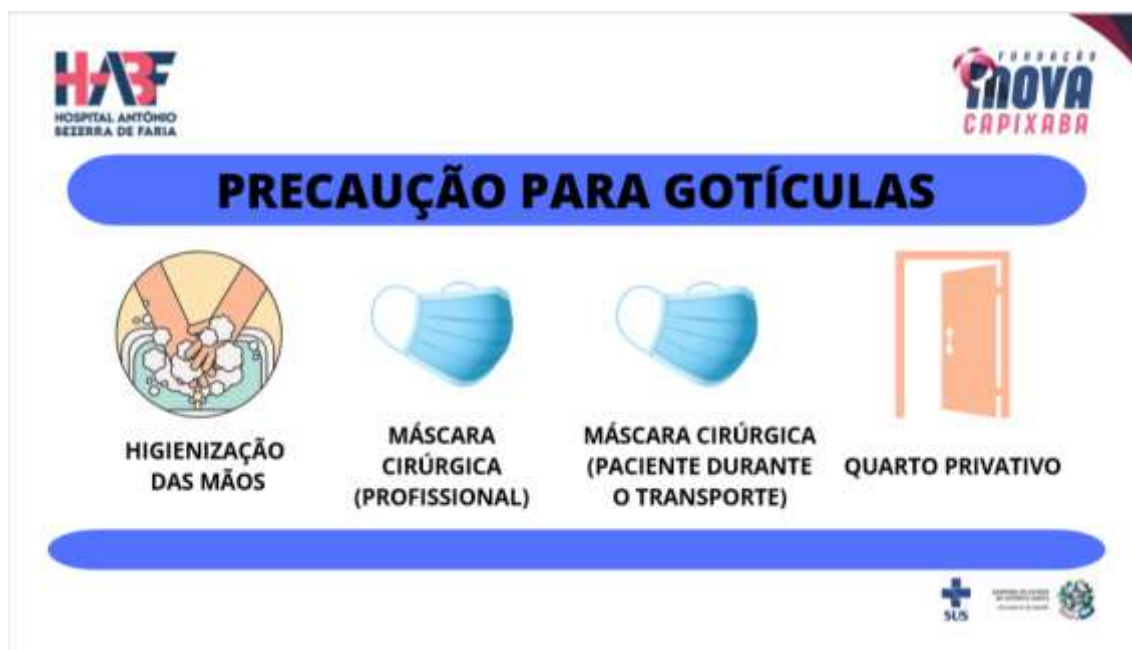 HABF
HOSPITAL ANTÔNIO
BEZERRA DE FARIA
FUNDAÇÃO
iNOVA
CAPIXABA
PRECAUÇÃO PARA GOTÍCULAS
HIGIENIZAÇÃO
DAS MÃOS
MÁSCARA
CIRÚRGICA
(PROFISSIONAL)
MÁSCARA CIRÚRGICA
(PACIENTE DURANTE
O TRANSPORTE)
QUARTO PRIVATIVO
SUS